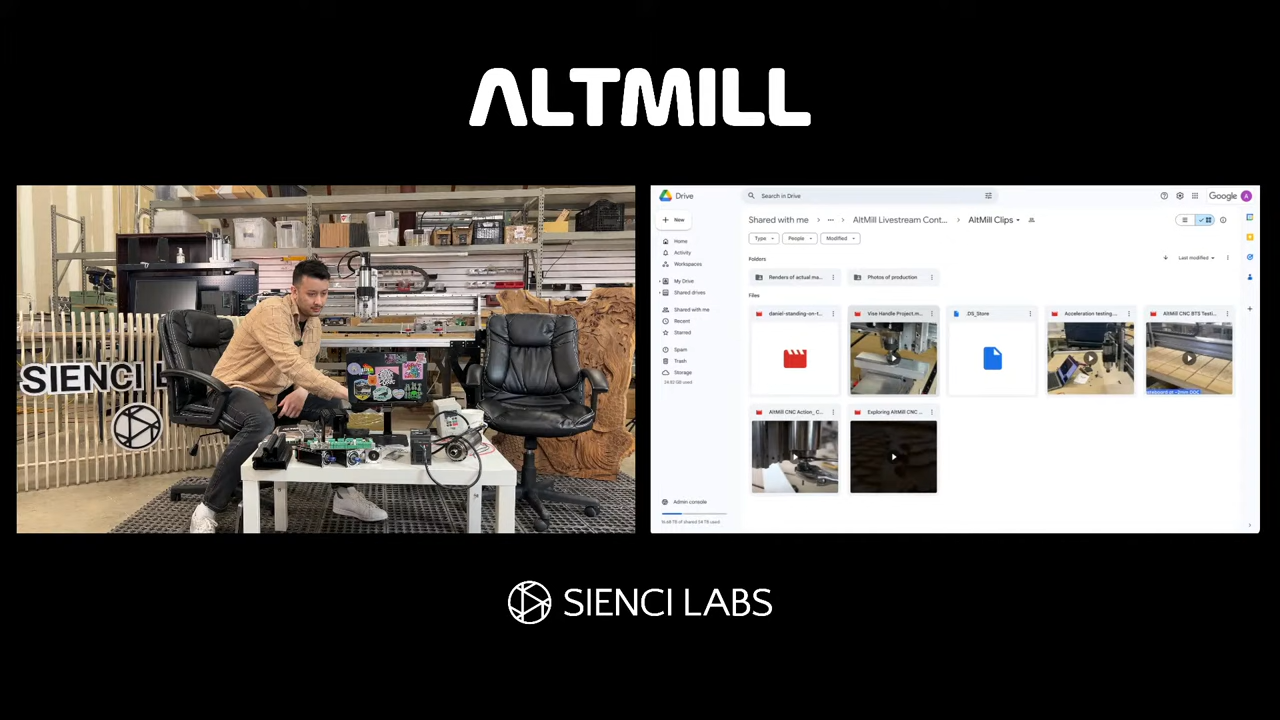 ALTMILL
SIENCI L
Drive
Search in Drive
Google
A
New
Shared with me
AltMill Livestream Cont...
AltMill Clips
Home
Activity
Workspaces
My Drive
Shared drives
Shared with me
Recent
Starred
Spam
Trash
Storage
Type
People
Modified
Folders
Last modified
Renders of actual ma...
Photos of production
Files
daniel-standing-on-t...
Vise Handle Project.m...
.DS_Store
Acceleration testing....
AltMill CNC BTS Testi...
AltMill CNC Action_C...
Exploring AltMill CNC ...
Admin console
SIENCI LABS